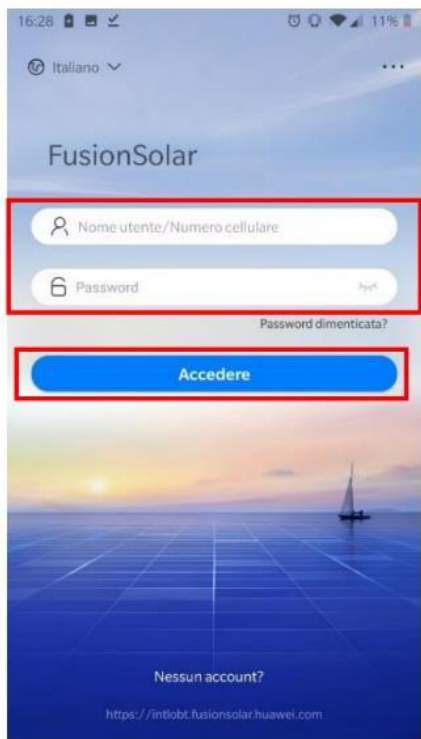 16:28 11%
Italiano
FusionSolar
Nome utente/Numero cellulare
Password
Password dimenticata?
Accedere
Nessun account?
https://intlobt.fusionsolar.huawei.com